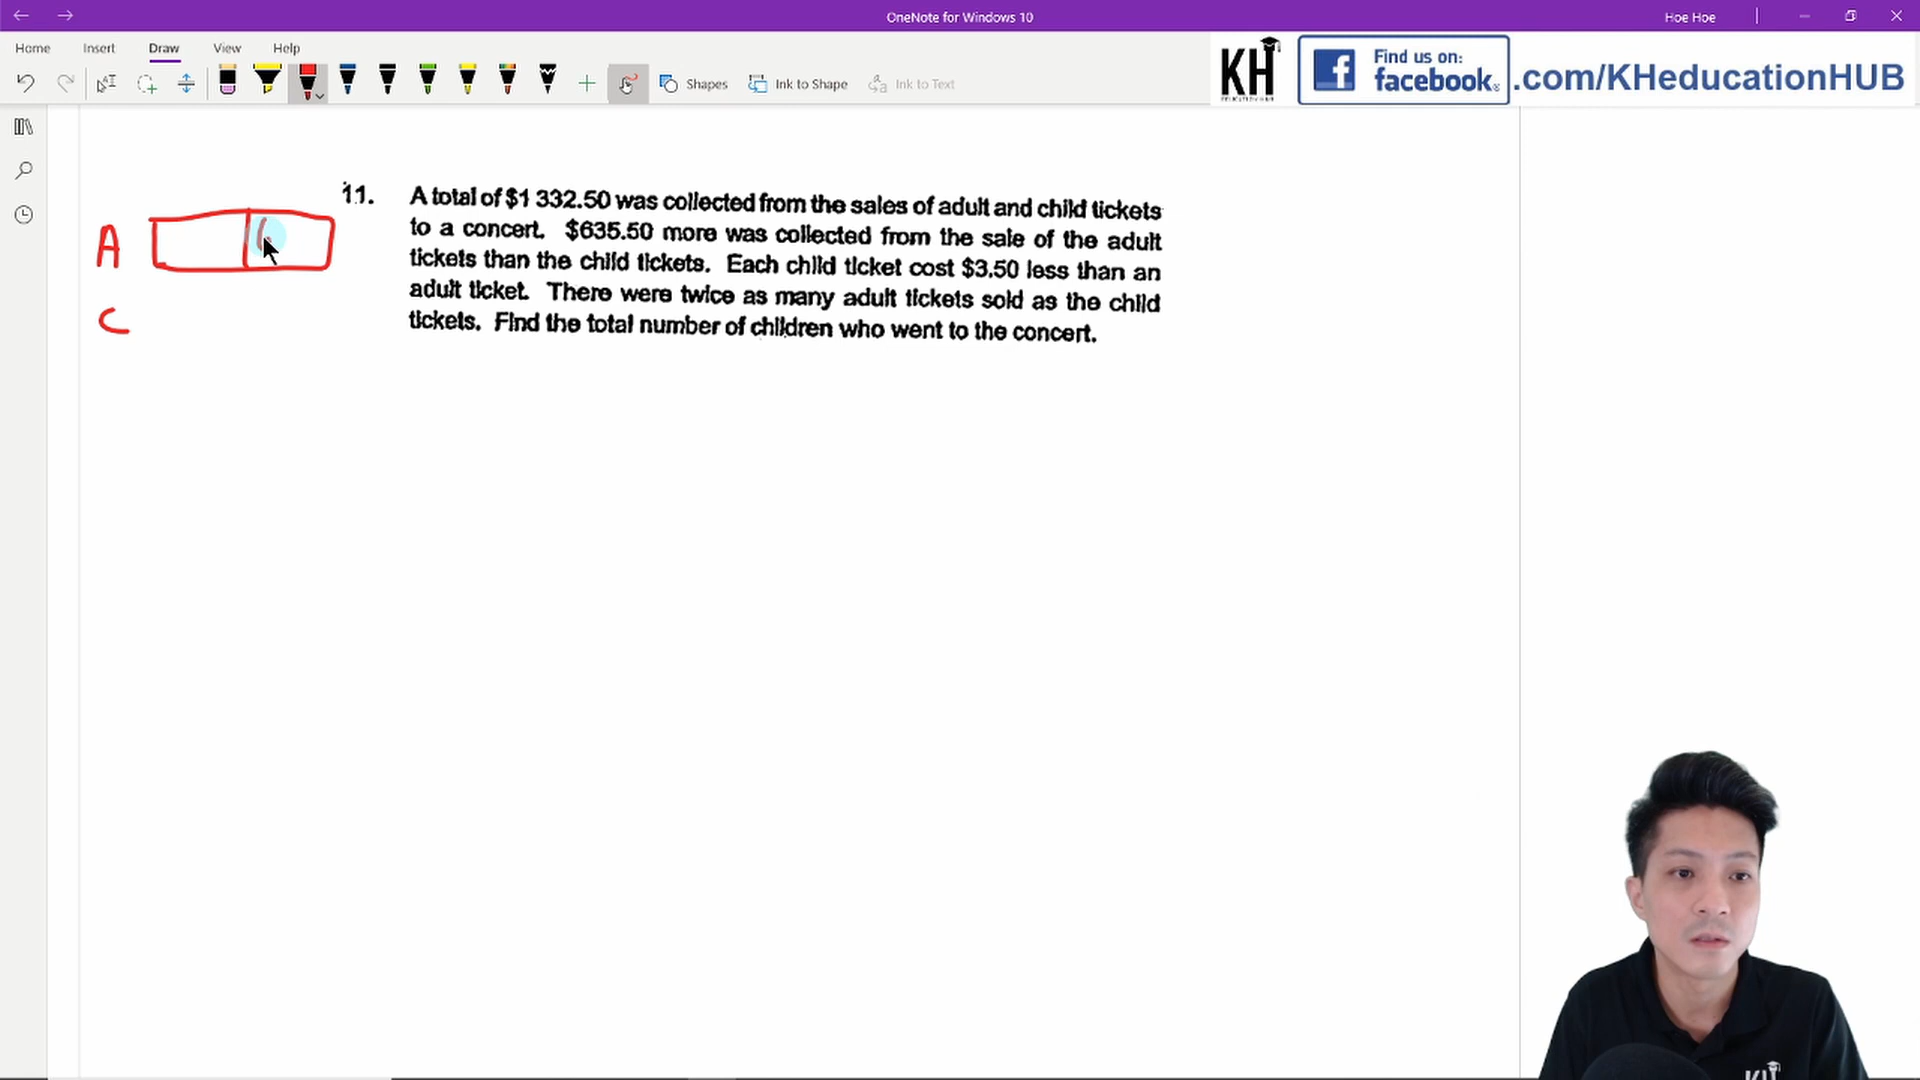 OneNote for Windows 10
Hoe Hoe
Home Insert Draw View Help
Shapes Ink to Shape Ink to Text
KH
Find us on:
facebook .com/KHeducationHUB
11. A total of $1 332.50 was collected from the sales of adult and child tickets
to a concert. $635.50 more was collected from the sale of the adult
tickets than the child tickets. Each child ticket cost $3.50 less than an
adult ticket. There were twice as many adult tickets sold as the child
tickets. Find the total number of children who went to the concert.
A
C